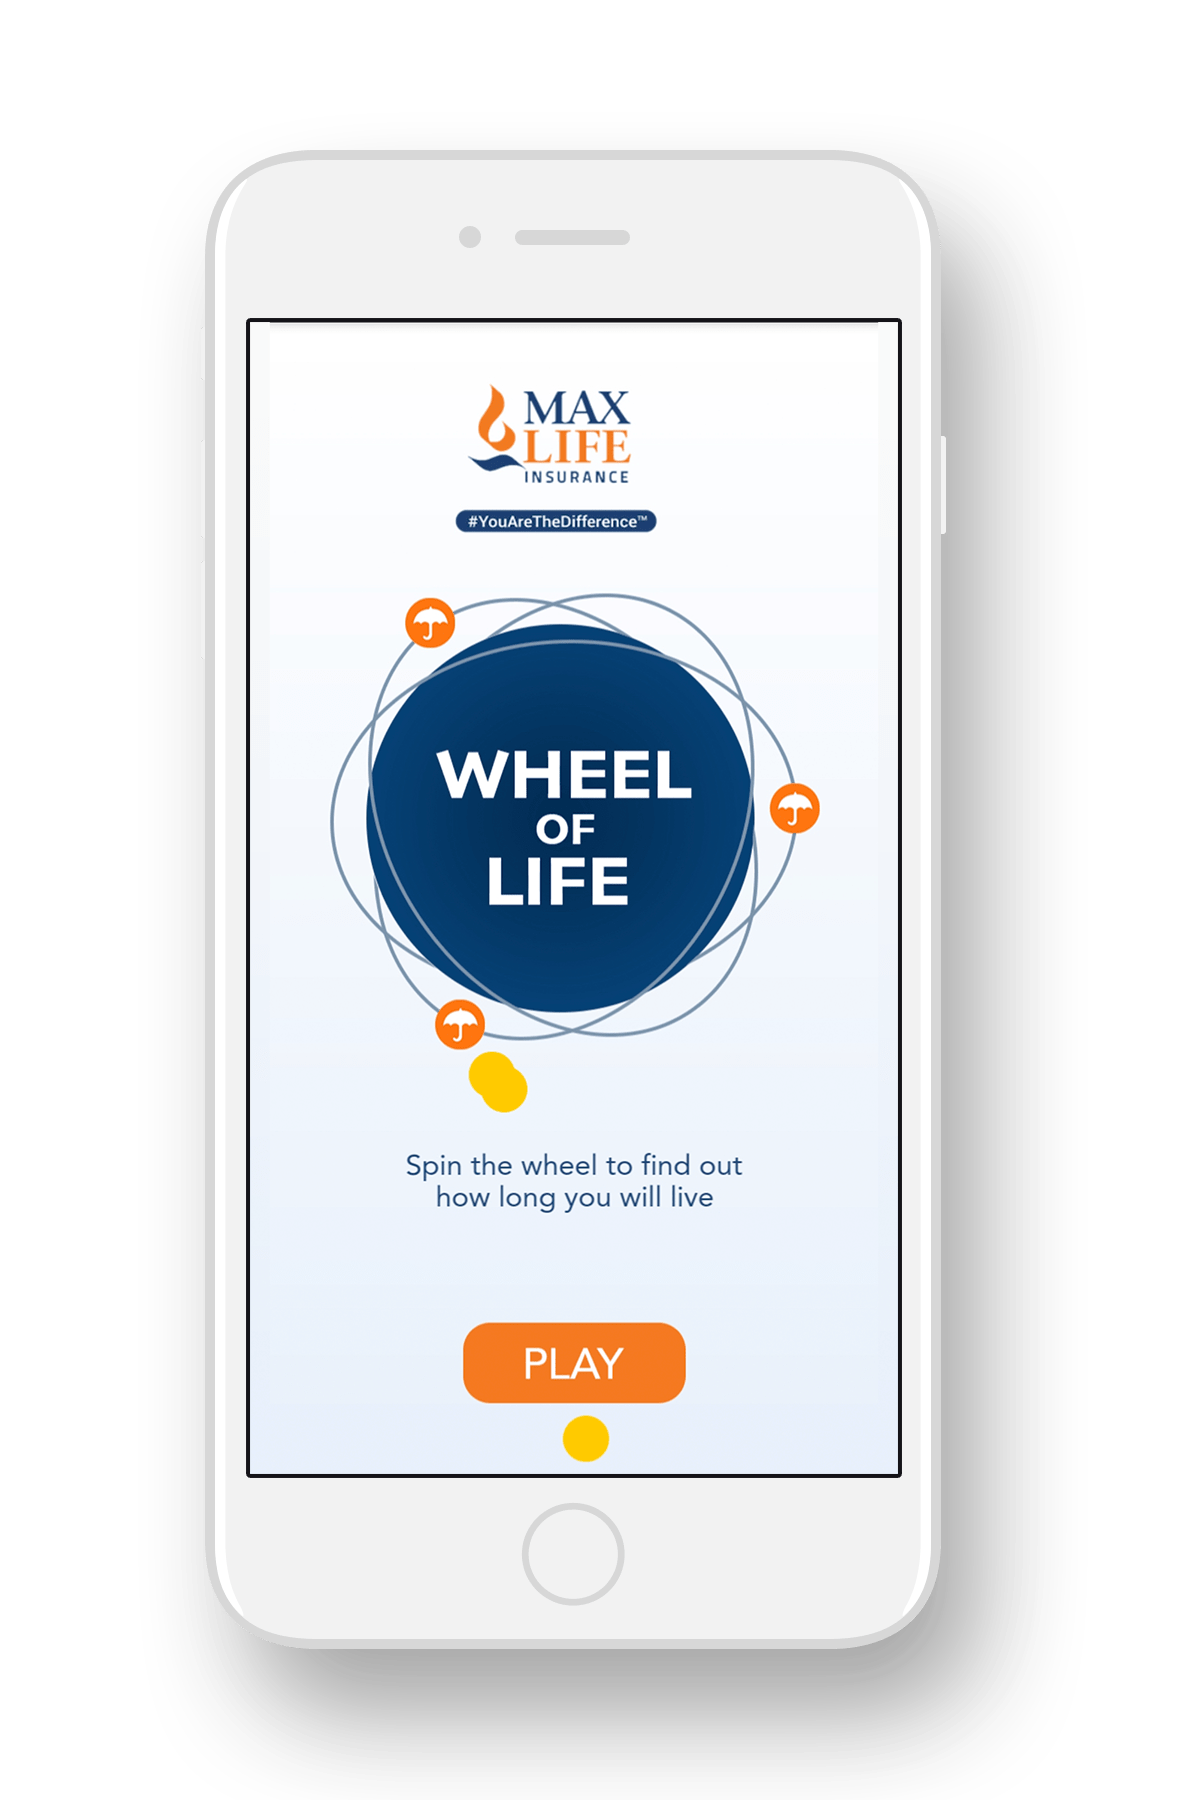 MAX
LIFE
INSURANCE
#YouAreTheDifference™
WHEEL
OF
LIFE
Spin the wheel to find out
how long you will live
PLAY